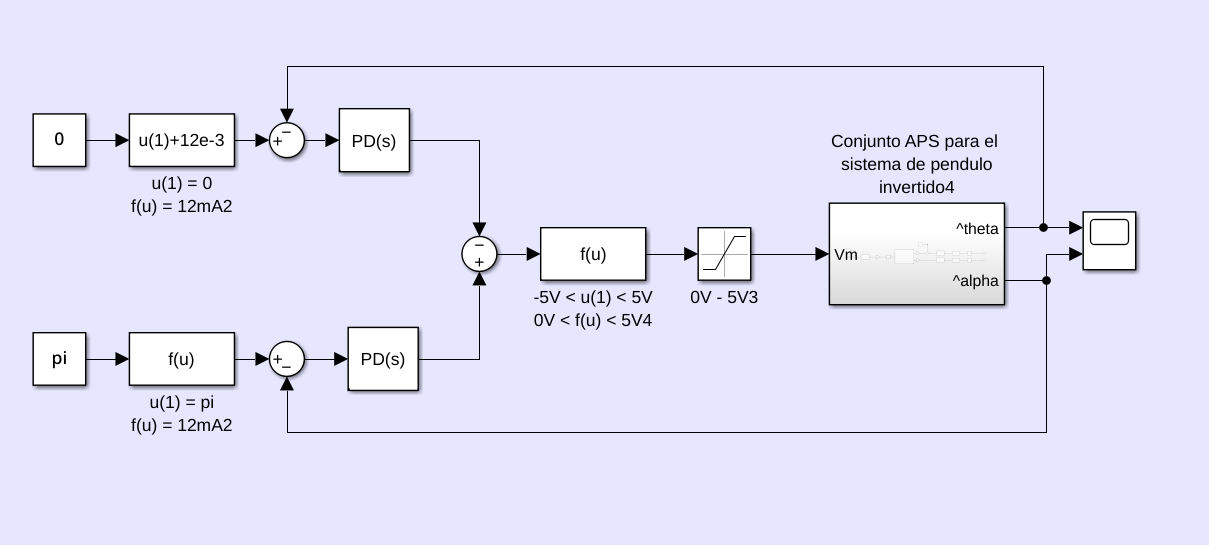 0
u(1)+12e-3
u(1) = 0
f(u) = 12mA2
+
−
PD(s)
−
+
f(u)
-5V < u(1) < 5V
0V < f(u) < 5V4
0V - 5V3
Conjunto APS para el
sistema de pendulo
invertido4
Vm
^theta
^alpha
pi
f(u)
u(1) = pi
f(u) = 12mA2
+
−
PD(s)